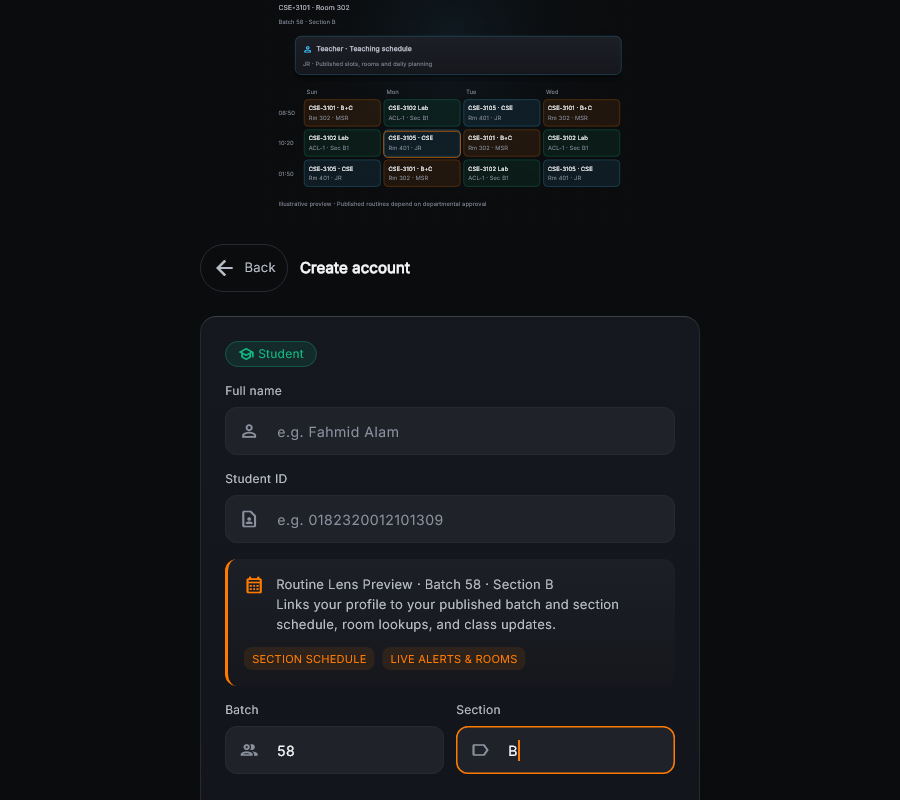 CSE-3101 · Room 302
Batch 58 · Section B
Teacher · Teaching schedule
JR · Published slots, rooms and daily planning
Sun Mon Tue Wed
08:50 CSE-3101 · B+C CSE-3102 Lab CSE-3105 · CSE CSE-3101 · B+C
Rm 302 · MSR ACL-1 · Sec B1 Rm 401 · JR Rm 302 · MSR
10:20 CSE-3102 Lab CSE-3105 · CSE CSE-3101 · B+C CSE-3102 Lab
ACL-1 · Sec B1 Rm 401 · JR Rm 302 · MSR ACL-1 · Sec B1
01:50 CSE-3105 · CSE CSE-3101 · B+C CSE-3102 Lab CSE-3105 · CSE
Rm 401 · JR Rm 302 · MSR ACL-1 · Sec B1 Rm 401 · JR
Illustrative preview · Published routines depend on departmental approval
Back Create account
Student
Full name
e.g. Fahmid Alam
Student ID
e.g. 0182320012101309
Routine Lens Preview · Batch 58 · Section B
Links your profile to your published batch and section
schedule, room lookups, and class updates.
SECTION SCHEDULE LIVE ALERTS & ROOMS
Batch Section
58 B